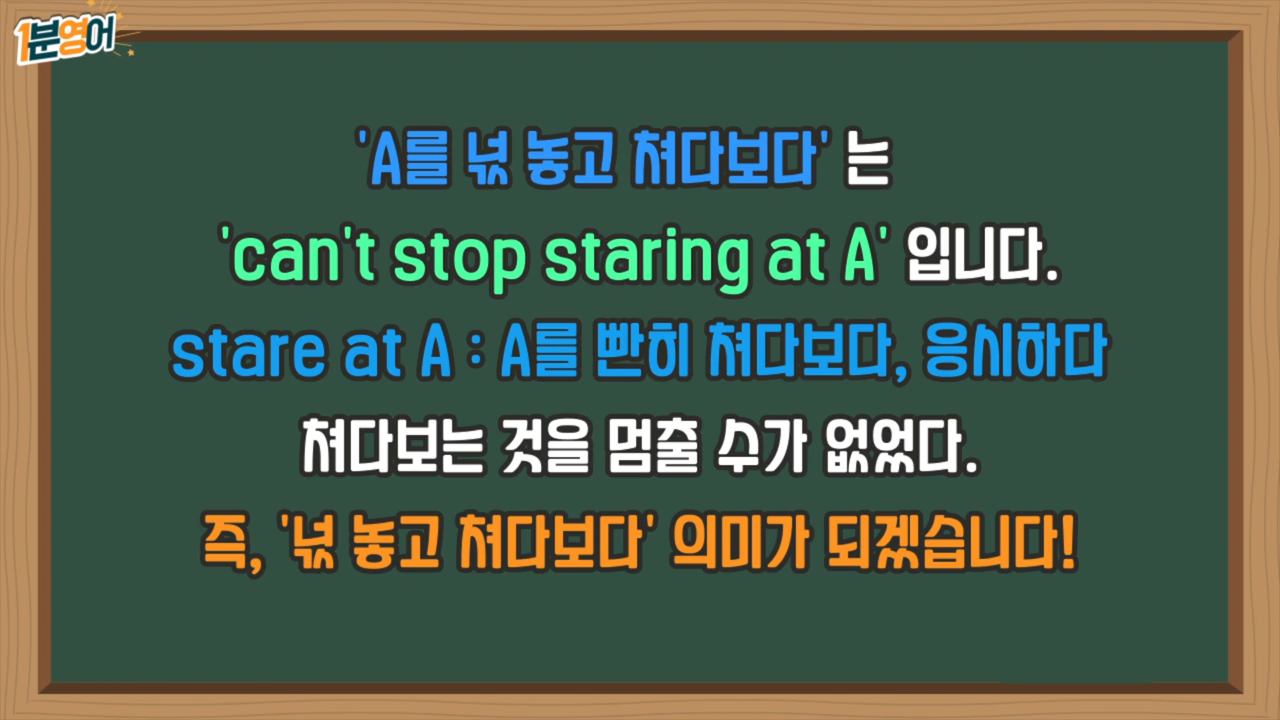 1분영어
'A를 넋 놓고 쳐다보다' 는
'can't stop staring at A' 입니다.
stare at A : A를 빤히 쳐다보다, 응시하다
쳐다보는 것을 멈출 수가 없었다.
즉, '넋 놓고 쳐다보다' 의미가 되겠습니다!